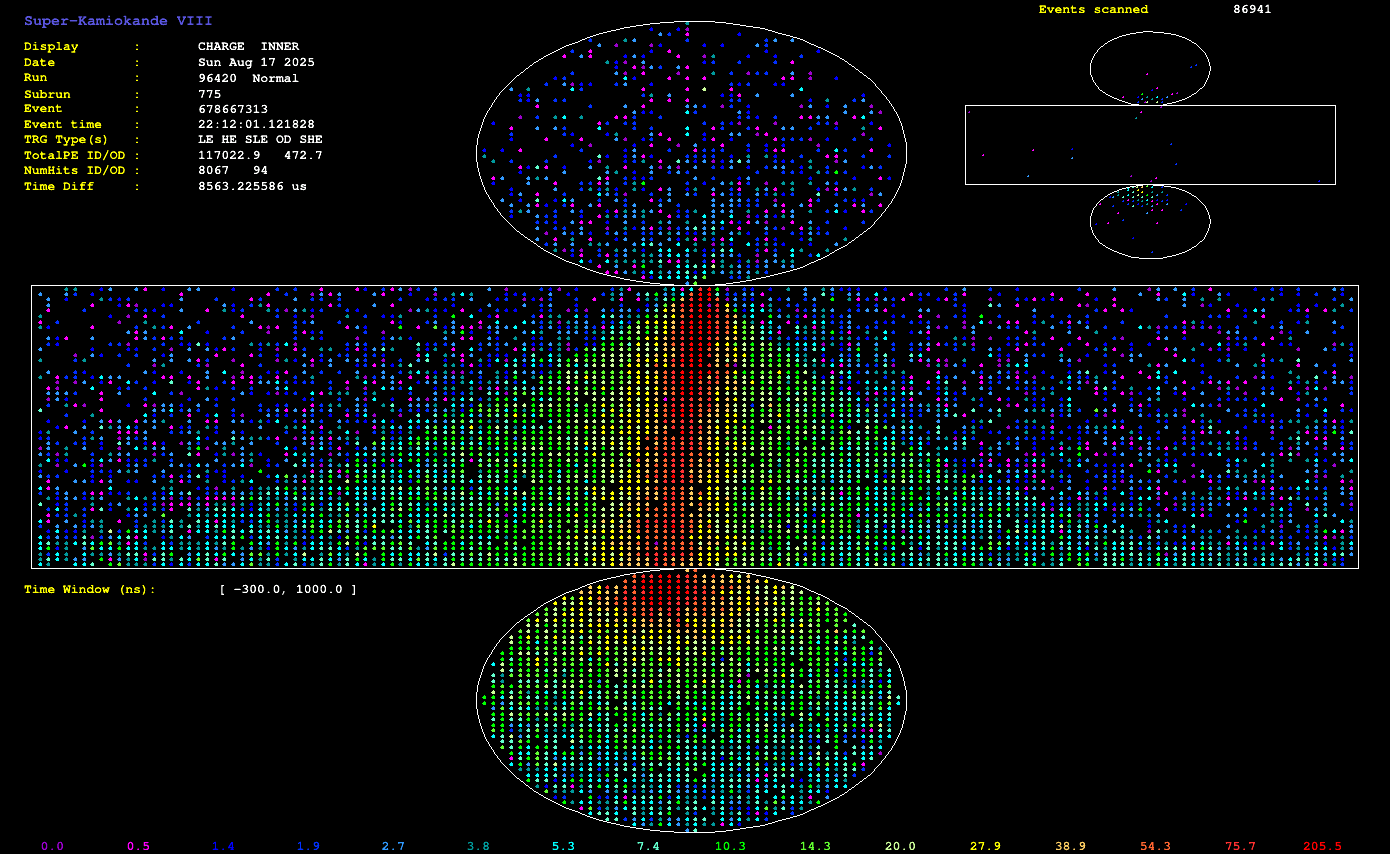 Super-Kamiokande VIII
Events scanned 86941
Display : CHARGE INNER
Date : Sun Aug 17 2025
Run : 96420 Normal
Subrun : 775
Event : 678667313
Event time : 22:12:01.121828
TRG Type(s) : LE HE SLE OD SHE
TotalPE ID/OD : 117022.9 472.7
NumHits ID/OD : 8067 94
Time Diff : 8563.225586 us
Time Window (ns): [ -300.0, 1000.0 ]
0.0 0.5 1.4 1.9 2.7 3.8 5.3 7.4 10.3 14.3 20.0 27.9 38.9 54.3 75.7 205.5